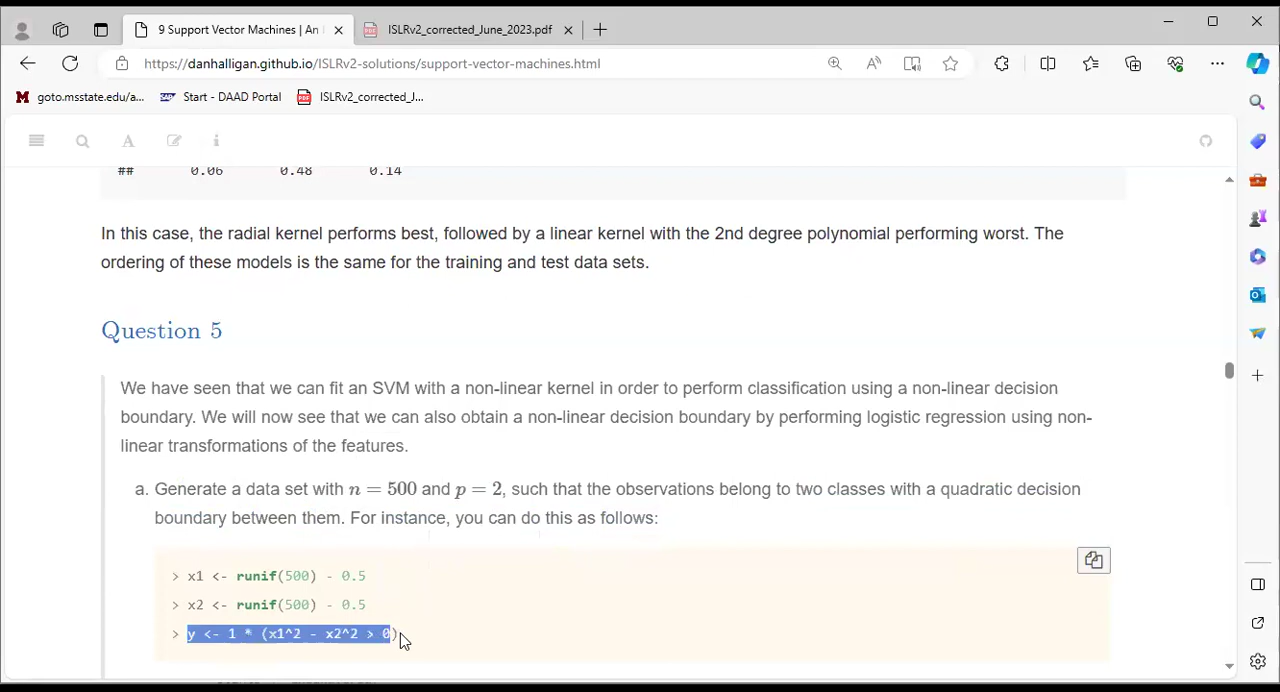 9 Support Vector Machines | An I
ISLRv2_corrected_June_2023.pdf
https://danhalligan.github.io/ISLRv2-solutions/support-vector-machines.html
goto.msstate.edu/a...
Start - DAAD Portal
ISLRv2_corrected_J...
## 0.06 0.48 0.14
In this case, the radial kernel performs best, followed by a linear kernel with the 2nd degree polynomial performing worst. The
ordering of these models is the same for the training and test data sets.
Question 5
We have seen that we can fit an SVM with a non-linear kernel in order to perform classification using a non-linear decision
boundary. We will now see that we can also obtain a non-linear decision boundary by performing logistic regression using non-
linear transformations of the features.
a. Generate a data set with n = 500 and p = 2, such that the observations belong to two classes with a quadratic decision
boundary between them. For instance, you can do this as follows:
> x1 <- runif(500) - 0.5
> x2 <- runif(500) - 0.5
> y <- 1 * (x1^2 - x2^2 > 0)